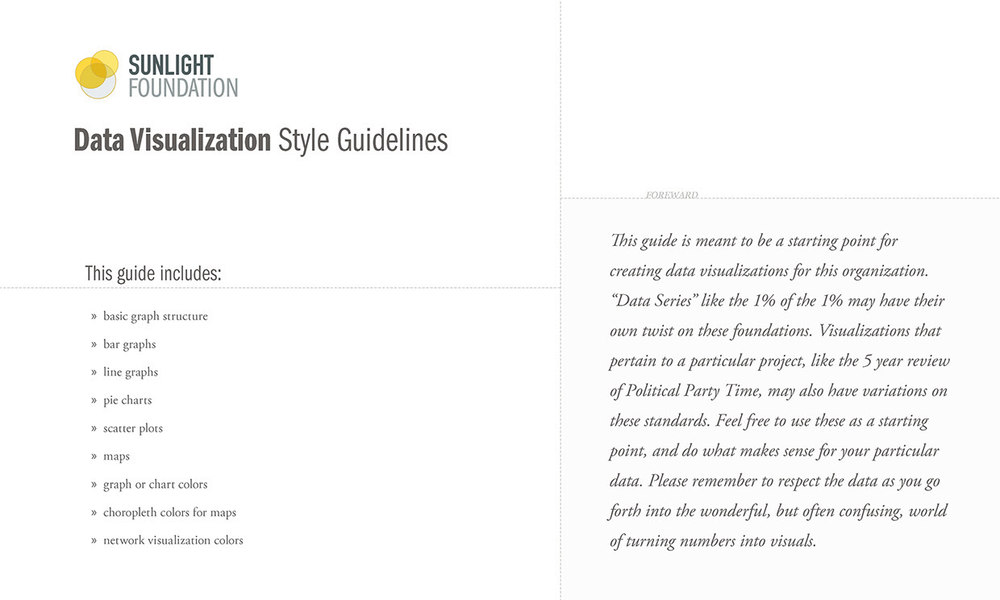 SUNLIGHT
FOUNDATION
Data Visualization Style Guidelines
This guide includes:
» basic graph structure
» bar graphs
» line graphs
» pie charts
» scatter plots
» maps
» graph or chart colors
» choropleth colors for maps
» network visualization colors
FOREWARD
This guide is meant to be a starting point for
creating data visualizations for this organization.
“Data Series” like the 1% of the 1% may have their
own twist on these foundations. Visualizations that
pertain to a particular project, like the 5 year review
of Political Party Time, may also have variations on
these standards. Feel free to use these as a starting
point, and do what makes sense for your particular
data. Please remember to respect the data as you go
forth into the wonderful, but often confusing, world
of turning numbers into visuals.